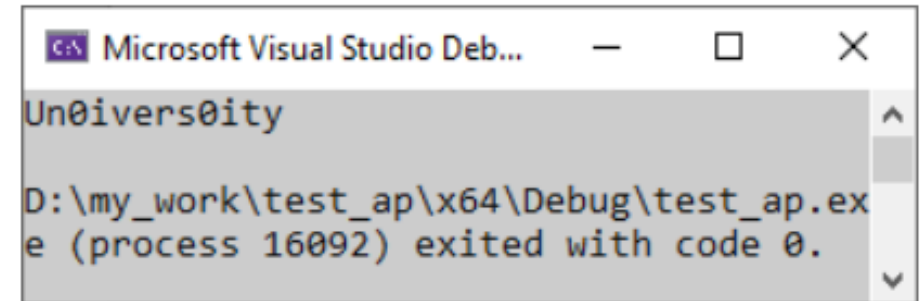 Microsoft Visual Studio Deb...
Un0ivers0ity
D:\my_work\test_ap\x64\Debug\test_ap.ex
e (process 16092) exited with code 0.